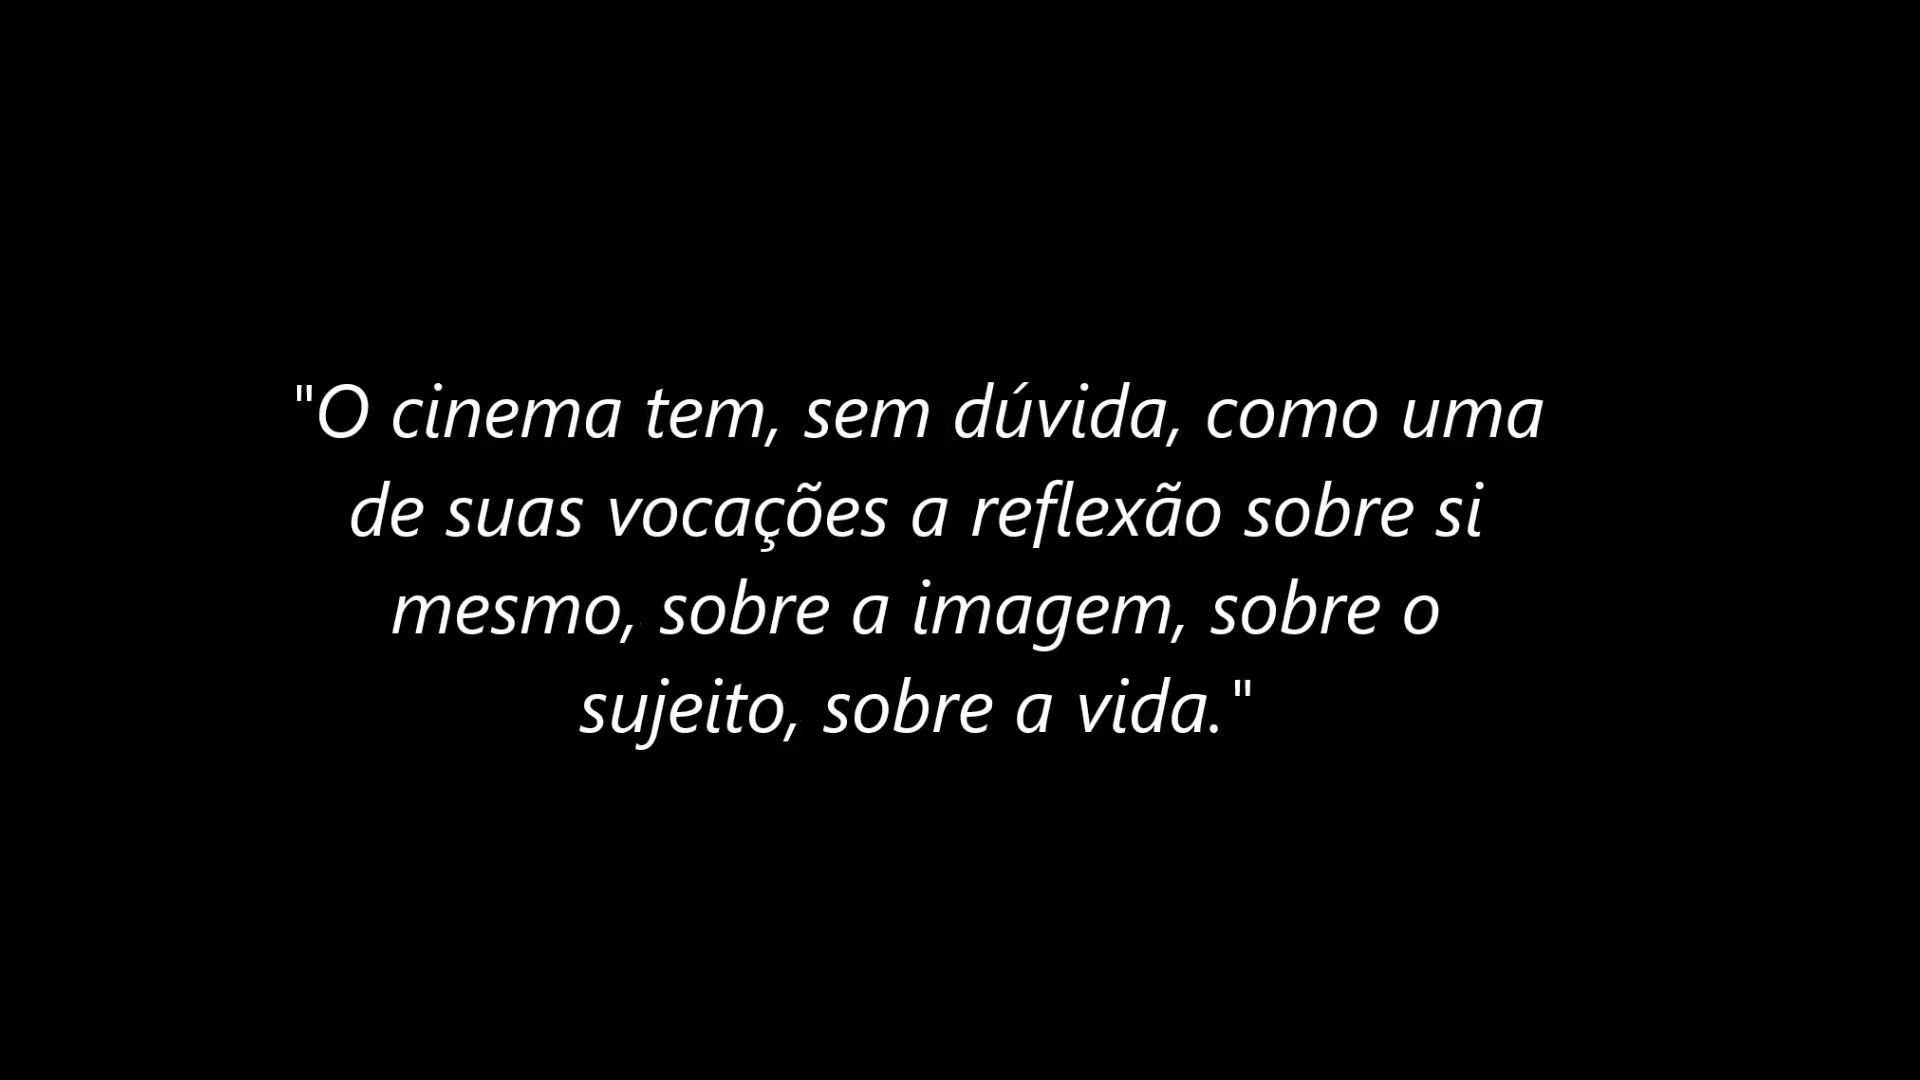 "O cinema tem, sem dúvida, como uma
de suas vocações a reflexão sobre si
mesmo, sobre a imagem, sobre o
sujeito, sobre a vida."